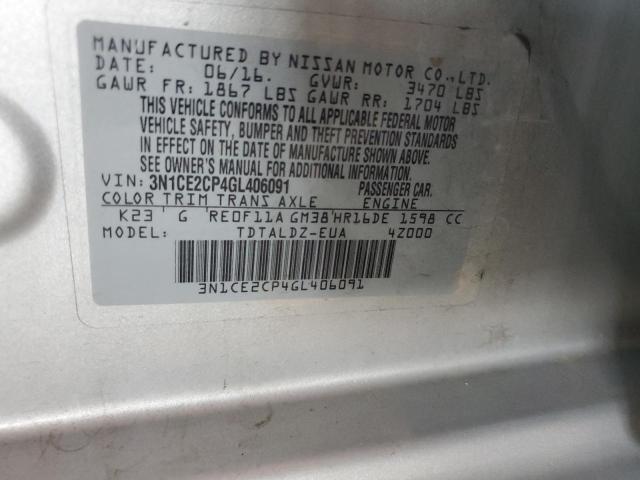 MANUFACTURED BY NISSAN MOTOR CO.,LTD.
DATE: 06/16. GVWR: 3470 LBS
GAWR FR: 1867 LBS GAWR RR: 1704 LBS
THIS VEHICLE CONFORMS TO ALL APPLICABLE FEDERAL MOTOR
VEHICLE SAFETY, BUMPER AND THEFT PREVENTION STANDARDS
IN EFFECT ON THE DATE OF MANUFACTURE SHOWN ABOVE.
SEE OWNER'S MANUAL FOR ADDITIONAL INFORMATION
VIN: 3N1CE2CP4GL406091 PASSENGER CAR.
COLOR TRIM TRANS AXLE ENGINE
K23 G RE0F11A GM38 HR16DE 1598 CC
MODEL: TDTALDZ-EUA 4Z000
3N1CE2CP4GL406091